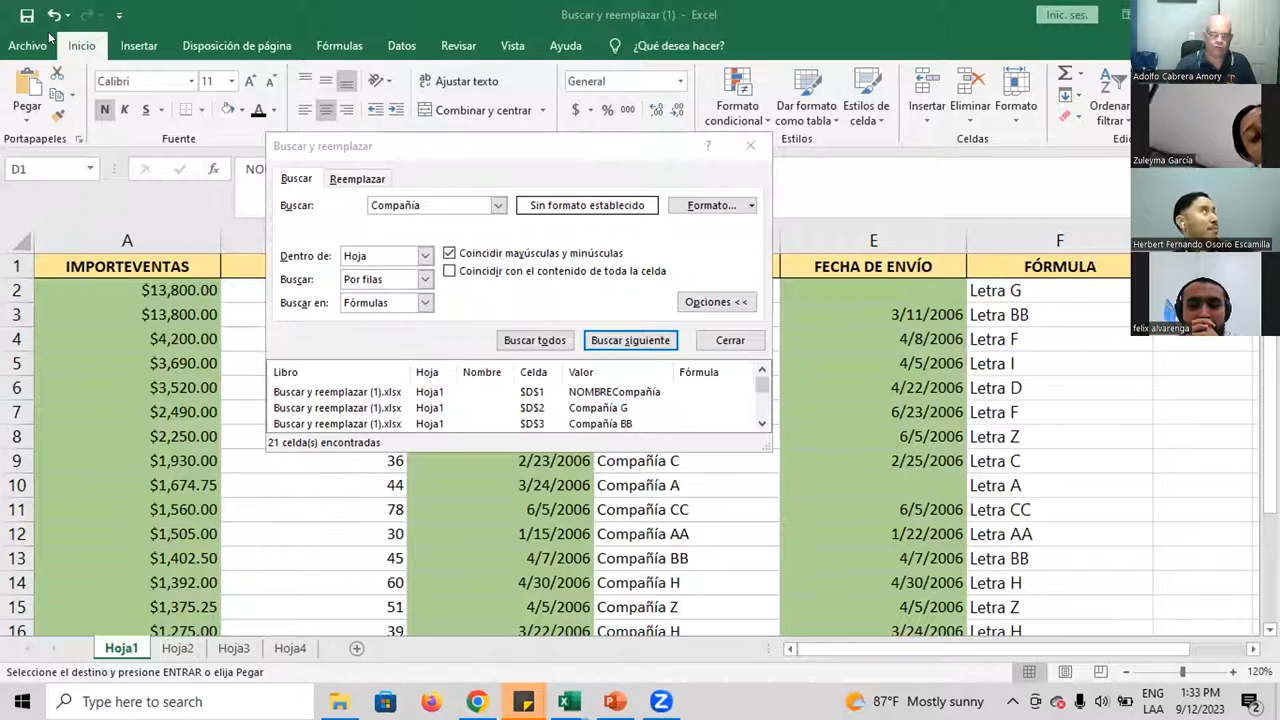 Buscar y reemplazar (1) - Excel
Inic. ses.
Archivo Inicio Insertar Disposición de página Fórmulas Datos Revisar Vista Ayuda ¿Qué desea hacer?
Pegar
Calibri 11
N K S
Ajustar texto
Combinar y centrar
General
$ % 000
Formato condicional
Dar formato como tabla
Estilos de celda
Insertar Eliminar Formato
Ordenar
filtrar
Portapapeles Fuente Estilos Celdas
Adolfo Cabrera Amory
Zuleyma García
Herbert Fernando Osorio Escamilla
felix alvarenga
D1
fx
Buscar y reemplazar
? 
Buscar Reemplazar
Buscar: Compañía Sin formato establecido Formato...
Dentro de: Hoja Coincidir mayúsculas y minúsculas
Coincidir con el contenido de toda la celda
Buscar: Por filas
Buscar en: Fórmulas Opciones <<
Buscar todos Buscar siguiente Cerrar
Libro Hoja Nombre Celda Valor Fórmula
Buscar y reemplazar (1).xlsx Hoja1 $D$1 NOMBRECompañía
Buscar y reemplazar (1).xlsx Hoja1 $D$2 Compañía G
Buscar y reemplazar (1).xlsx Hoja1 $D$3 Compañía BB
21 celda(s) encontradas
A E F
1 IMPORTEVENTAS FECHA DE ENVÍO FÓRMULA
2 $13,800.00 Letra G
3 $13,800.00 3/11/2006 Letra BB
4 $4,200.00 4/8/2006 Letra F
5 $3,690.00 4/5/2006 Letra I
6 $3,520.00 4/22/2006 Letra D
7 $2,490.00 6/23/2006 Letra F
8 $2,250.00 6/5/2006 Letra Z
9 $1,930.00 36 2/23/2006 Compañía C 2/25/2006 Letra C
10 $1,674.75 44 3/24/2006 Compañía A Letra A
11 $1,560.00 78 6/5/2006 Compañía CC 6/5/2006 Letra CC
12 $1,505.00 30 1/15/2006 Compañía AA 1/22/2006 Letra AA
13 $1,402.50 45 4/7/2006 Compañía BB 4/7/2006 Letra BB
14 $1,392.00 60 4/30/2006 Compañía H 4/30/2006 Letra H
15 $1,375.25 51 4/5/2006 Compañía Z 4/5/2006 Letra Z
16 $1,275.00 39 3/22/2006 Compañía H 3/24/2006 Letra H
Hoja1 Hoja2 Hoja3 Hoja4
Seleccione el destino y presione ENTRAR o elija Pegar
120%
Type here to search
87°F Mostly sunny
ENG
LAA
1:33 PM
9/12/2023
2